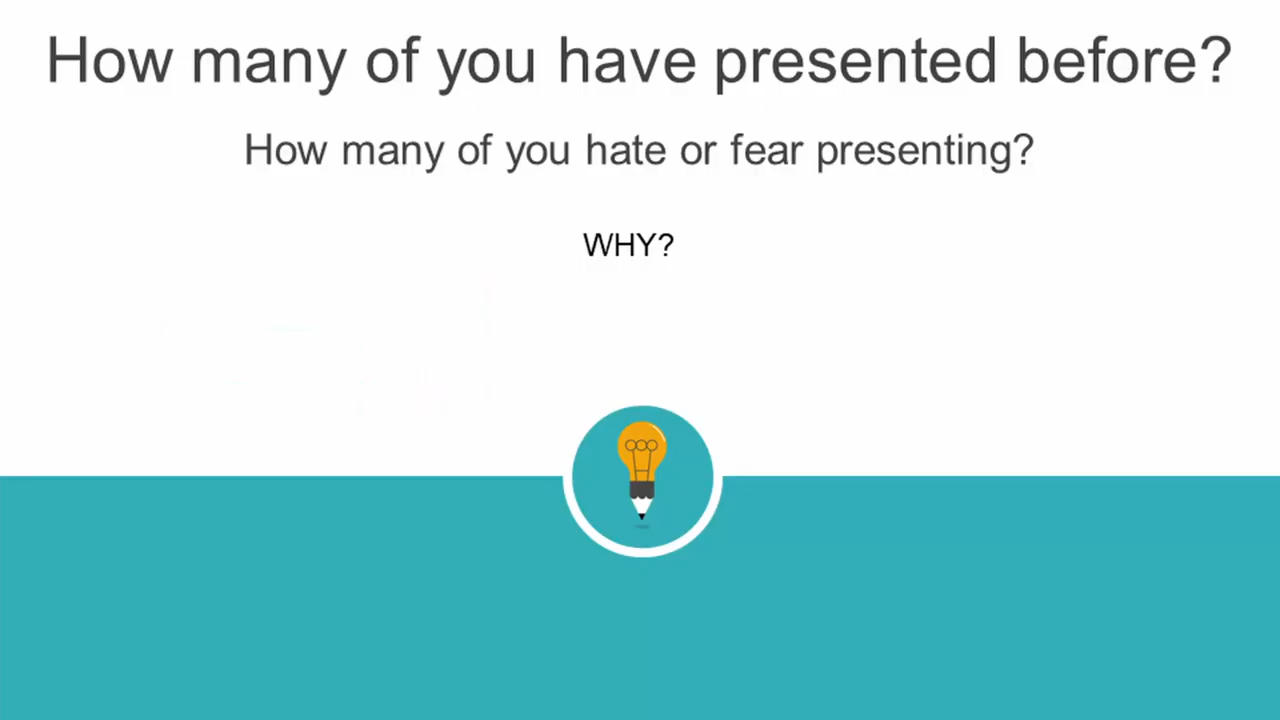 How many of you have presented before?
How many of you hate or fear presenting?
WHY?